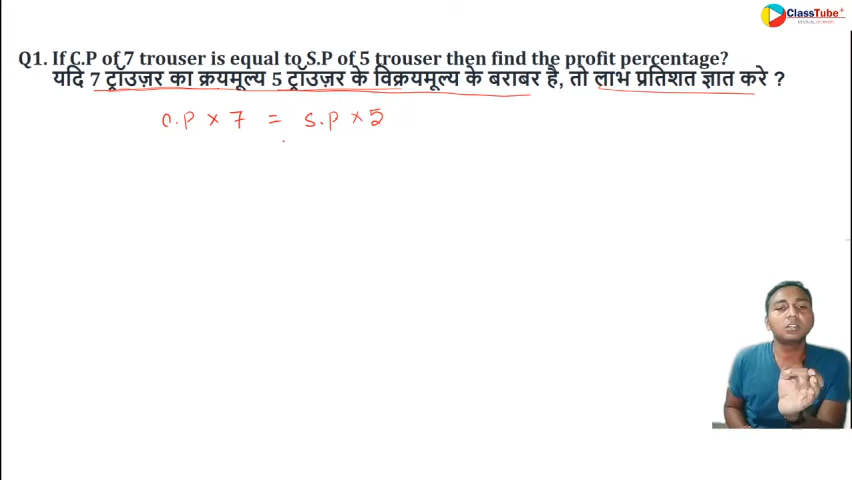 ClassTube+
Q1. If C.P of 7 trouser is equal to S.P of 5 trouser then find the profit percentage?
यदि 7 ट्रॉउज़र का क्रयमूल्य 5 ट्रॉउज़र के विक्रयमूल्य के बराबर है, तो लाभ प्रतिशत ज्ञात करे ?
C.P × 7 = S.P × 5